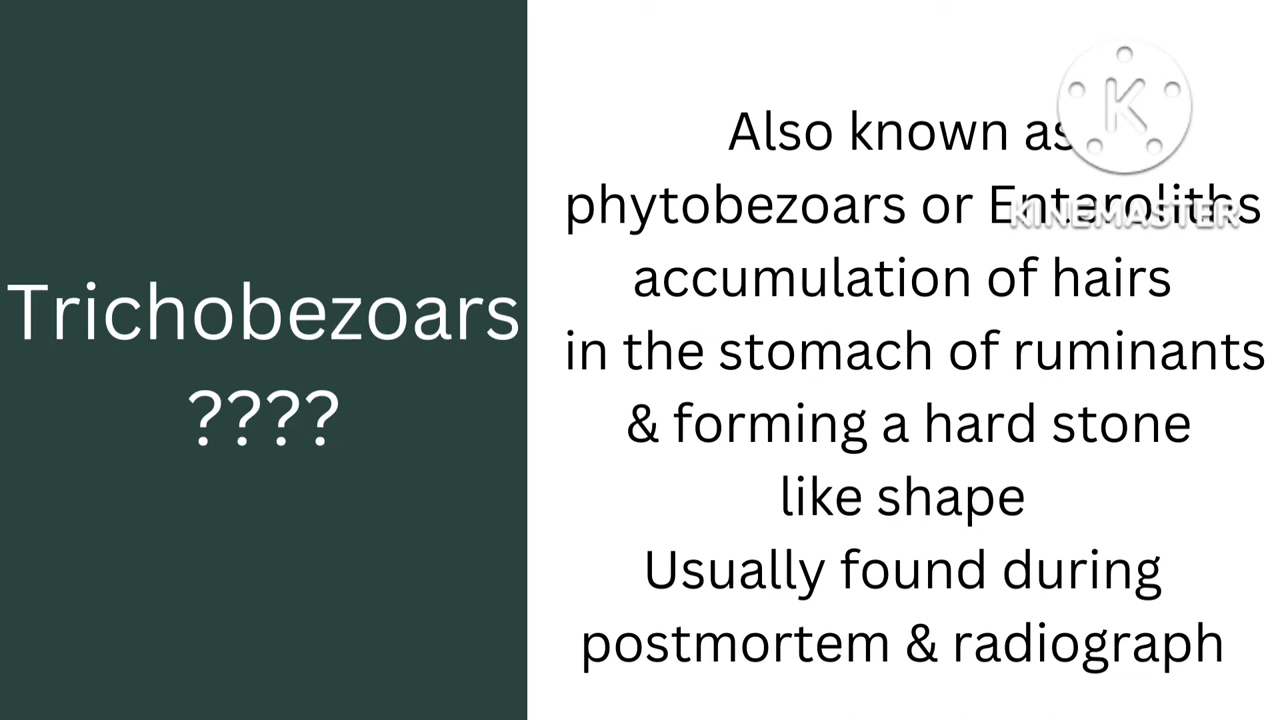 Trichobezoars
????
Also known as
phytobezoars or Enteroliths
accumulation of hairs
in the stomach of ruminants
& forming a hard stone
like shape
Usually found during
postmortem & radiograph
K
KINEMASTER